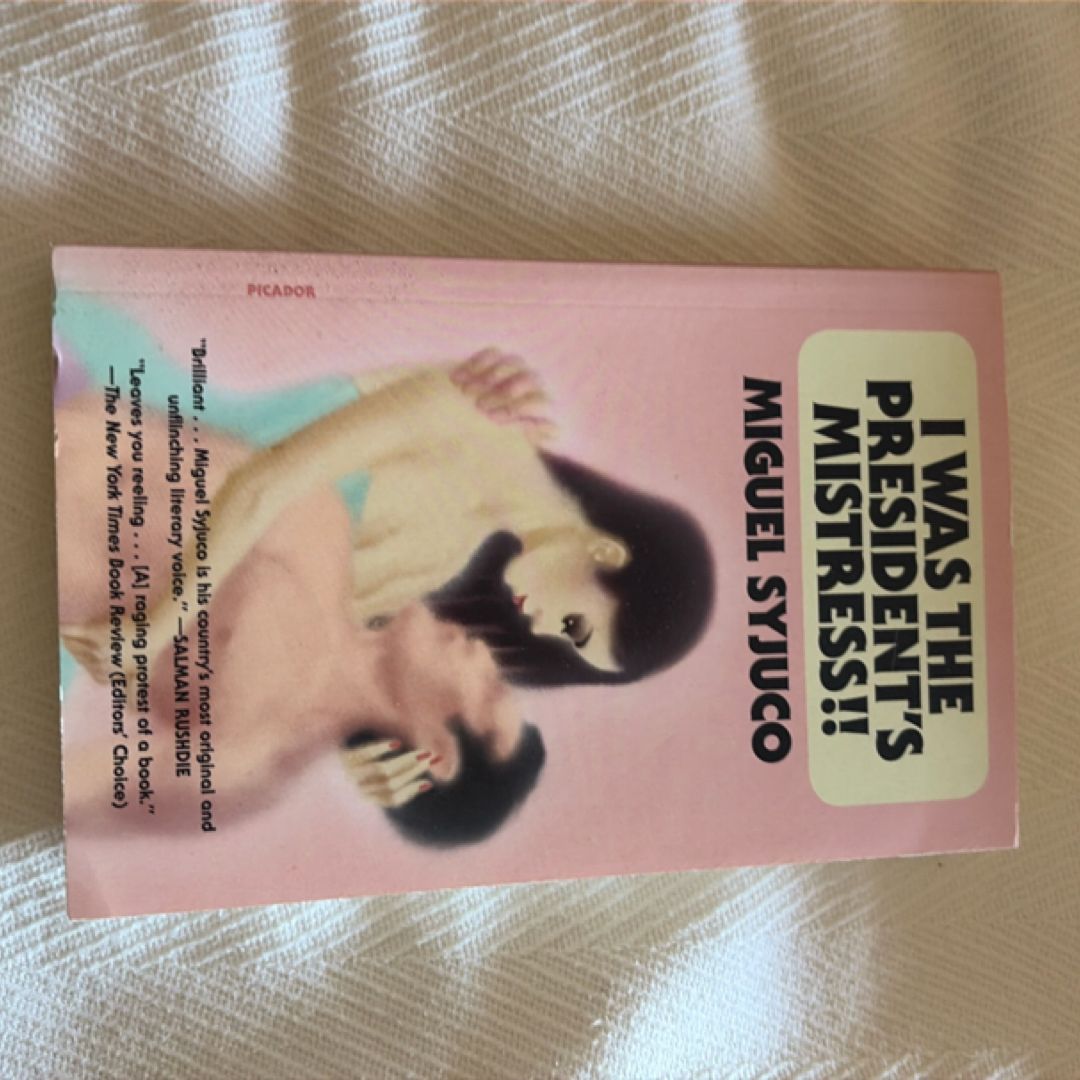 I WAS THE
PRESIDENT'S
MISTRESS!!
MIGUEL SYJUCO
"Brilliant . . . Miguel Syjuco is his country's most original and
unflinching literary voice." —SALMAN RUSHDIE
"Leaves you reeling . . . [A] raging protest of a book."
—The New York Times Book Review (Editors' Choice)
PICADOR